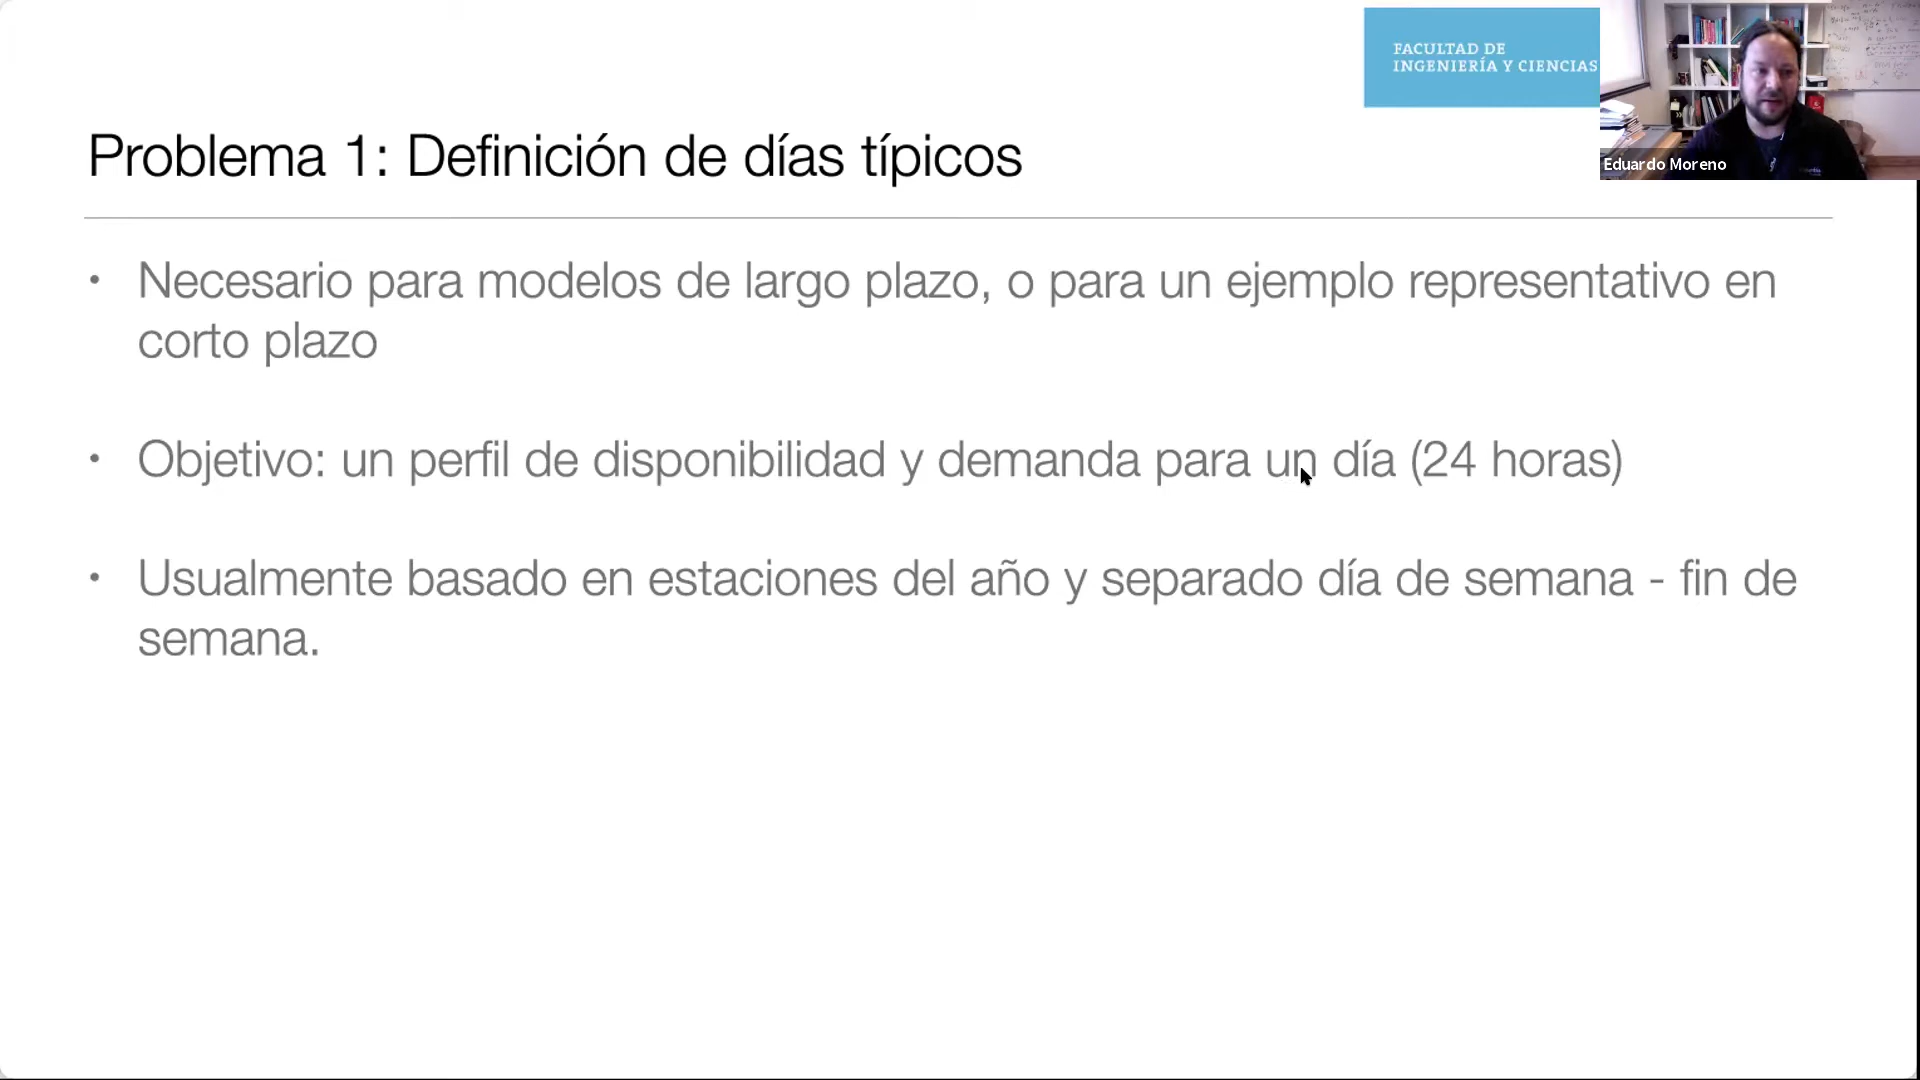 FACULTAD DE
INGENIERÍA Y CIENCIAS
Eduardo Moreno
Problema 1: Definición de días típicos
• Necesario para modelos de largo plazo, o para un ejemplo representativo en
corto plazo
• Objetivo: un perfil de disponibilidad y demanda para un día (24 horas)
• Usualmente basado en estaciones del año y separado día de semana - fin de
semana.